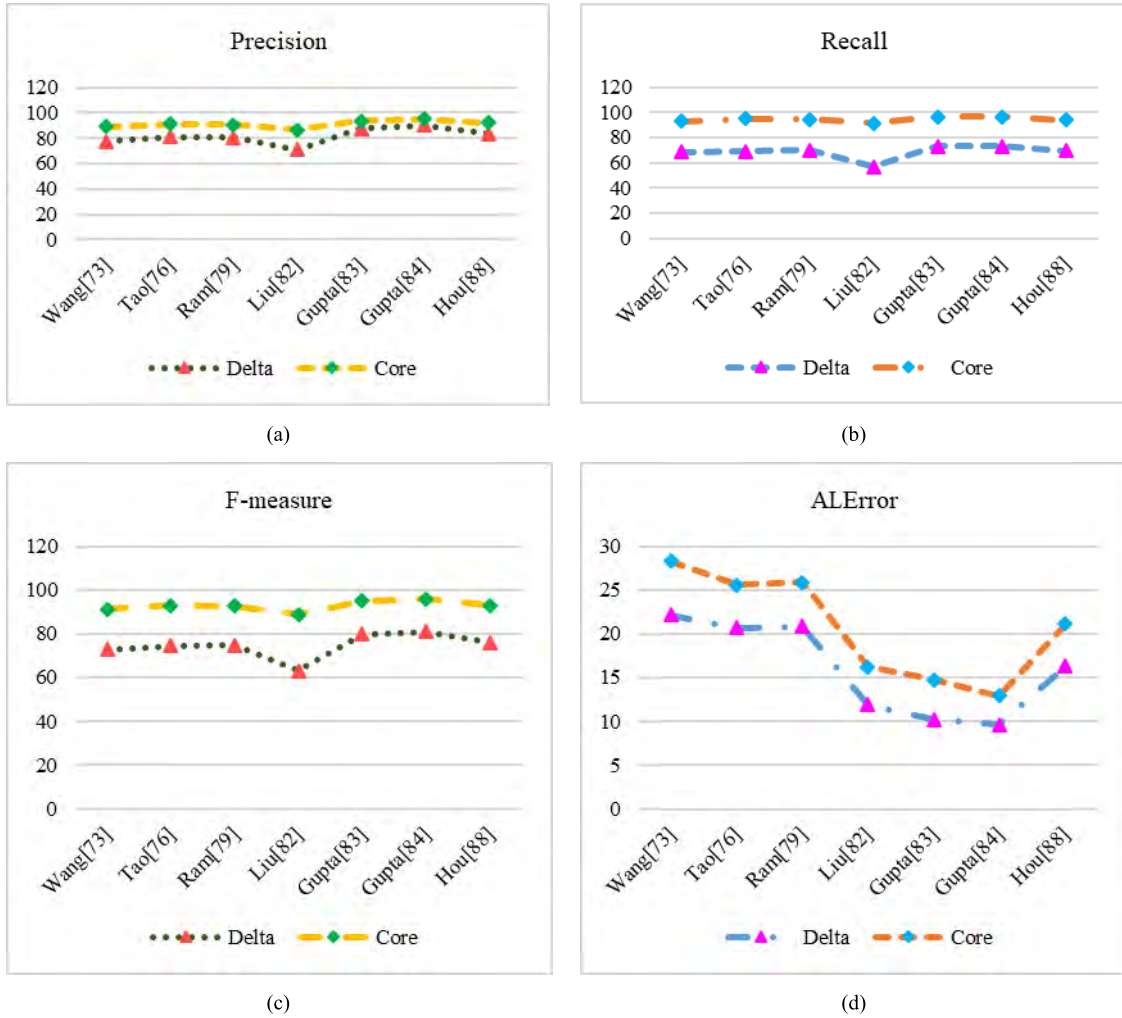 Precision
120
100
80
60
40
20
0
Wang[73]
Tao[76]
Ram[79]
Liu[82]
Gupta[83]
Gupta[84]
Hou[88]
Delta Core
(a)
Recall
120
100
80
60
40
20
0
Wang[73]
Tao[76]
Ram[79]
Liu[82]
Gupta[83]
Gupta[84]
Hou[88]
Delta Core
(b)
F-measure
120
100
80
60
40
20
0
Wang[73]
Tao[76]
Ram[79]
Liu[82]
Gupta[83]
Gupta[84]
Hou[88]
Delta Core
(c)
ALError
30
25
20
15
10
5
0
Wang[73]
Tao[76]
Ram[79]
Liu[82]
Gupta[83]
Gupta[84]
Hou[88]
Delta Core
(d)